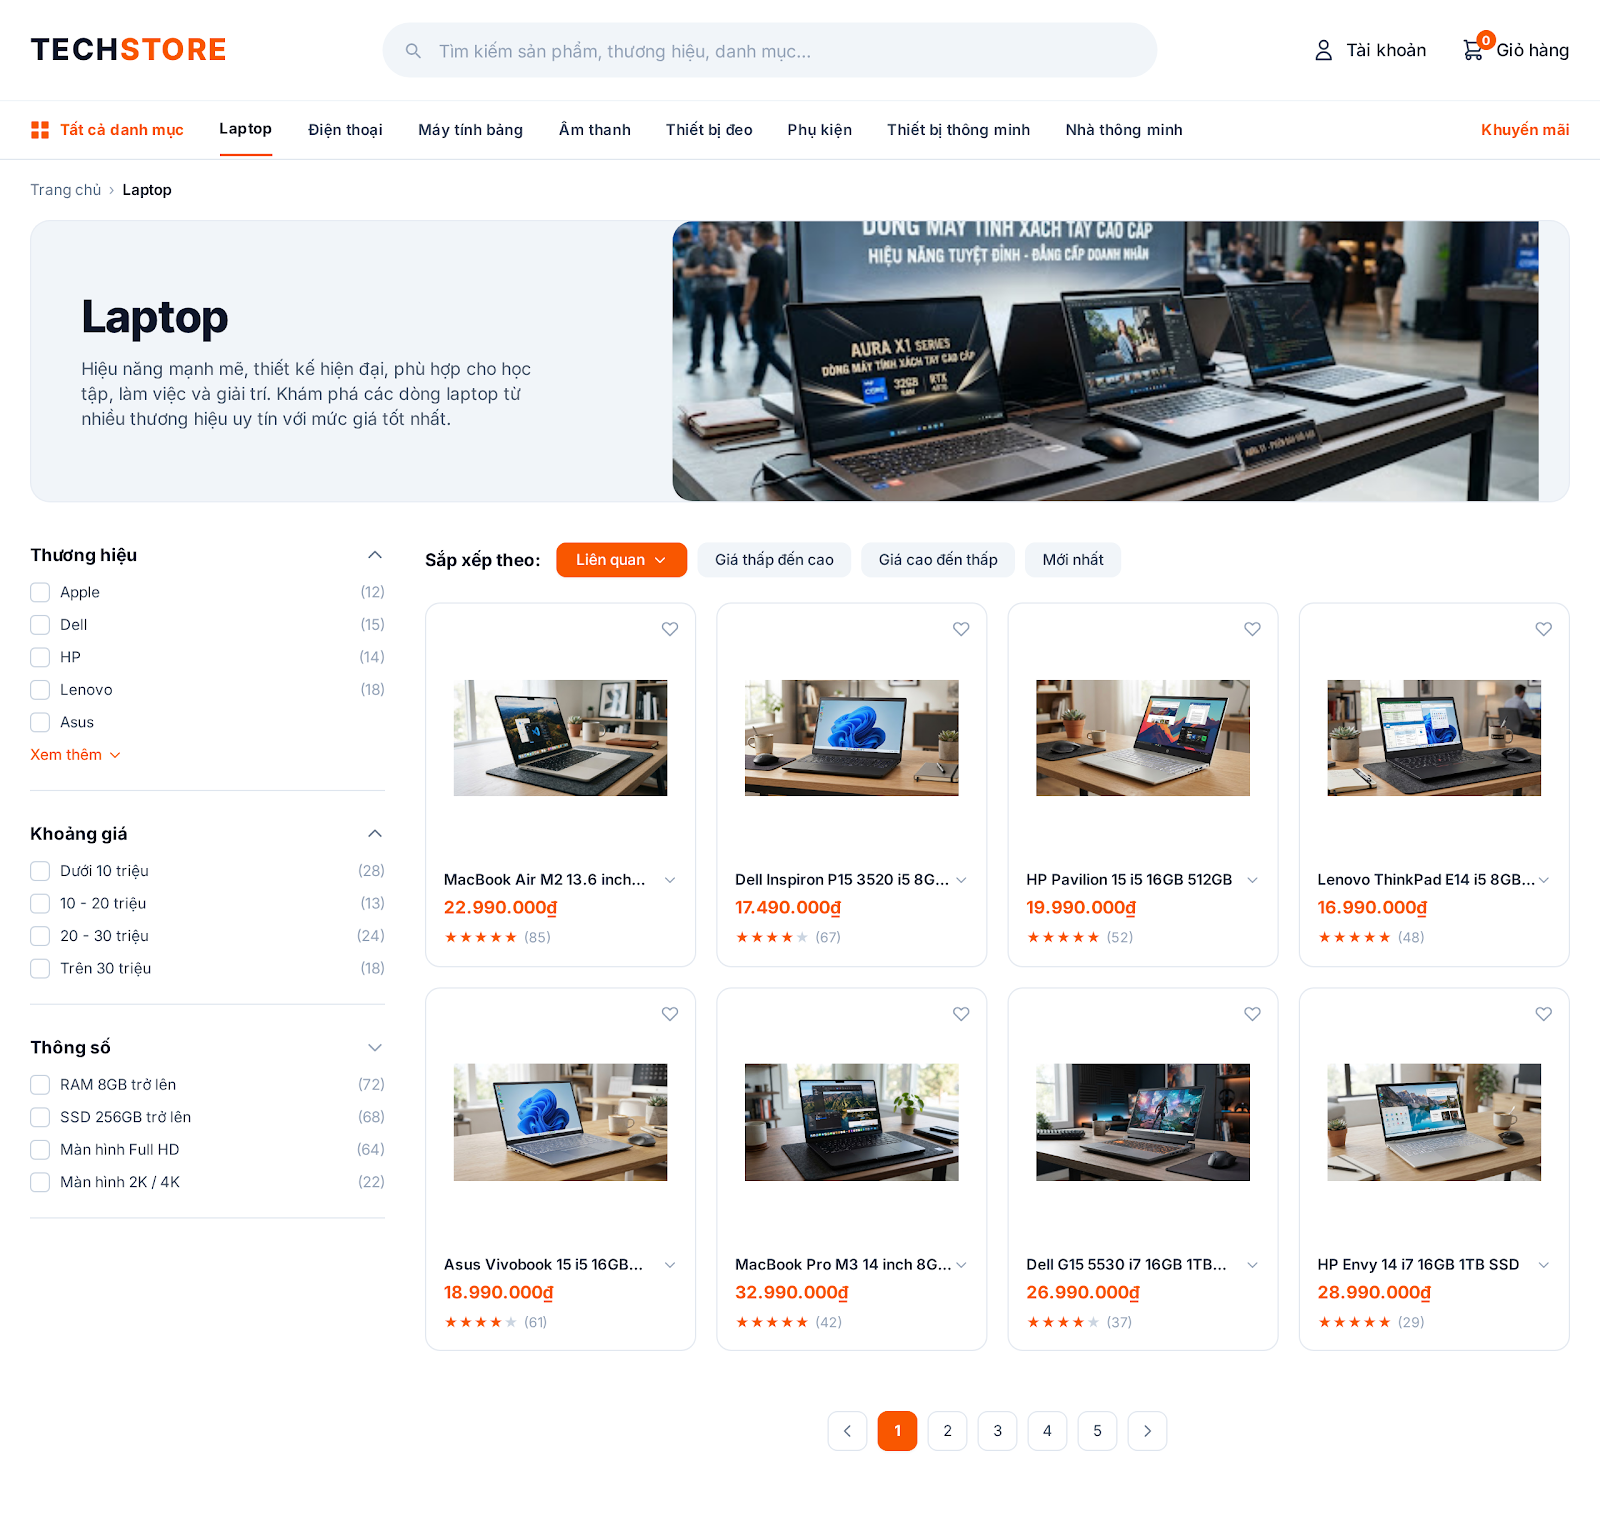 TECHSTORE
Tìm kiếm sản phẩm, thương hiệu, danh mục...
Tài khoản
0
Giỏ hàng
Tất cả danh mục
Laptop
Điện thoại
Máy tính bảng
Âm thanh
Thiết bị đeo
Phụ kiện
Thiết bị thông minh
Nhà thông minh
Khuyến mãi
Trang chủ › Laptop
Laptop
Hiệu năng mạnh mẽ, thiết kế hiện đại, phù hợp cho học
tập, làm việc và giải trí. Khám phá các dòng laptop từ
nhiều thương hiệu uy tín với mức giá tốt nhất.
DÒNG MÁY TÍNH XÁCH TAY CAO CẤP
HIỆU NĂNG TUYỆT ĐỈNH - ĐẲNG CẤP DOANH NHÂN
AURA X1 SERIES
DÒNG MÁY TÍNH XÁCH TAY CAO CẤP
CORE
32GB
RTX
Thương hiệu
Apple (12)
Dell (15)
HP (14)
Lenovo (18)
Asus
Xem thêm
Khoảng giá
Dưới 10 triệu (28)
10 - 20 triệu (13)
20 - 30 triệu (24)
Trên 30 triệu (18)
Thông số
RAM 8GB trở lên (72)
SSD 256GB trở lên (68)
Màn hình Full HD (64)
Màn hình 2K / 4K (22)
Sắp xếp theo:
Liên quan
Giá thấp đến cao
Giá cao đến thấp
Mới nhất
MacBook Air M2 13.6 inch...
22.990.000₫
★★★★★ (85)
Dell Inspiron P15 3520 i5 8G...
17.490.000₫
★★★★★ (67)
HP Pavilion 15 i5 16GB 512GB
19.990.000₫
★★★★★ (52)
Lenovo ThinkPad E14 i5 8GB...
16.990.000₫
★★★★★ (48)
Asus Vivobook 15 i5 16GB...
18.990.000₫
★★★★★ (61)
MacBook Pro M3 14 inch 8G...
32.990.000₫
★★★★★ (42)
Dell G15 5530 i7 16GB 1TB...
26.990.000₫
★★★★★ (37)
HP Envy 14 i7 16GB 1TB SSD
28.990.000₫
★★★★★ (29)
1
2
3
4
5